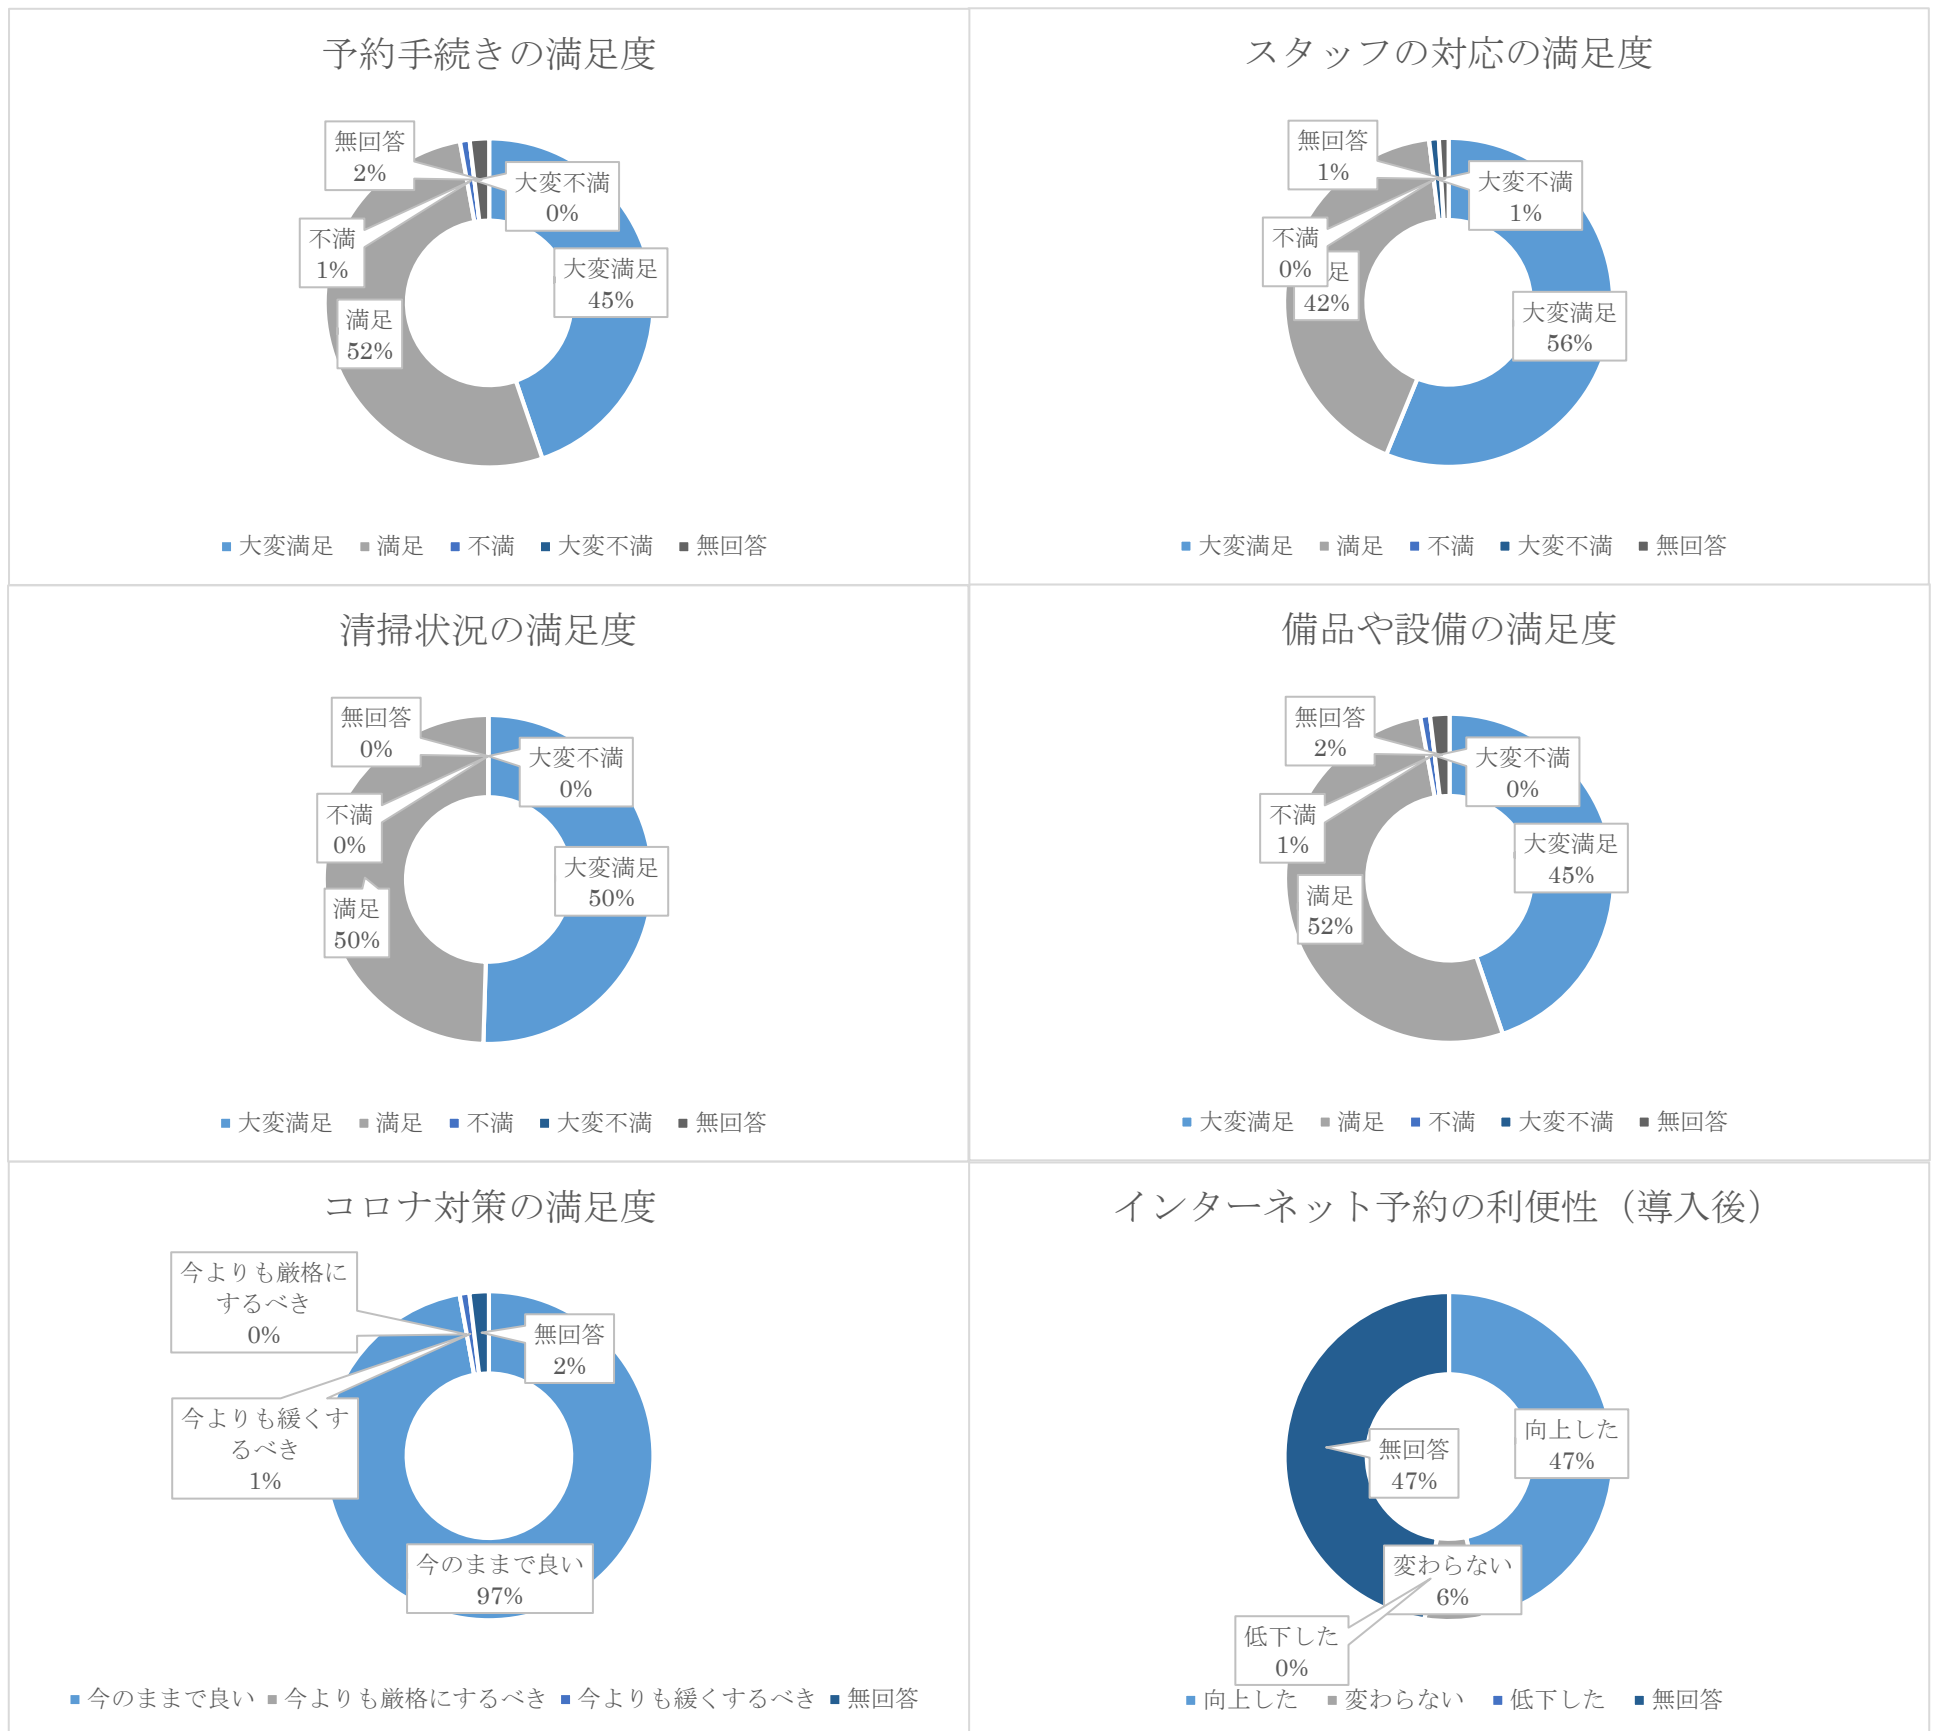 予約手続きの満足度
無回答
2%
大変不満
0%
不満
1%
大変満足
45%
満足
52%
大変満足 満足 不満 大変不満 無回答
スタッフの対応の満足度
無回答
1%
大変不満
1%
不満
0%
足
42%
大変満足
56%
大変満足 満足 不満 大変不満 無回答
清掃状況の満足度
無回答
0%
大変不満
0%
不満
0%
大変満足
50%
満足
50%
大変満足 満足 不満 大変不満 無回答
備品や設備の満足度
無回答
2%
大変不満
0%
不満
1%
大変満足
45%
満足
52%
大変満足 満足 不満 大変不満 無回答
コロナ対策の満足度
今よりも厳格に
するべき
0%
無回答
2%
今よりも緩くす
るべき
1%
今のままで良い
97%
今のままで良い 今よりも厳格にするべき 今よりも緩くするべき 無回答
インターネット予約の利便性（導入後）
向上した
47%
無回答
47%
変わらない
6%
低下した
0%
向上した 変わらない 低下した 無回答